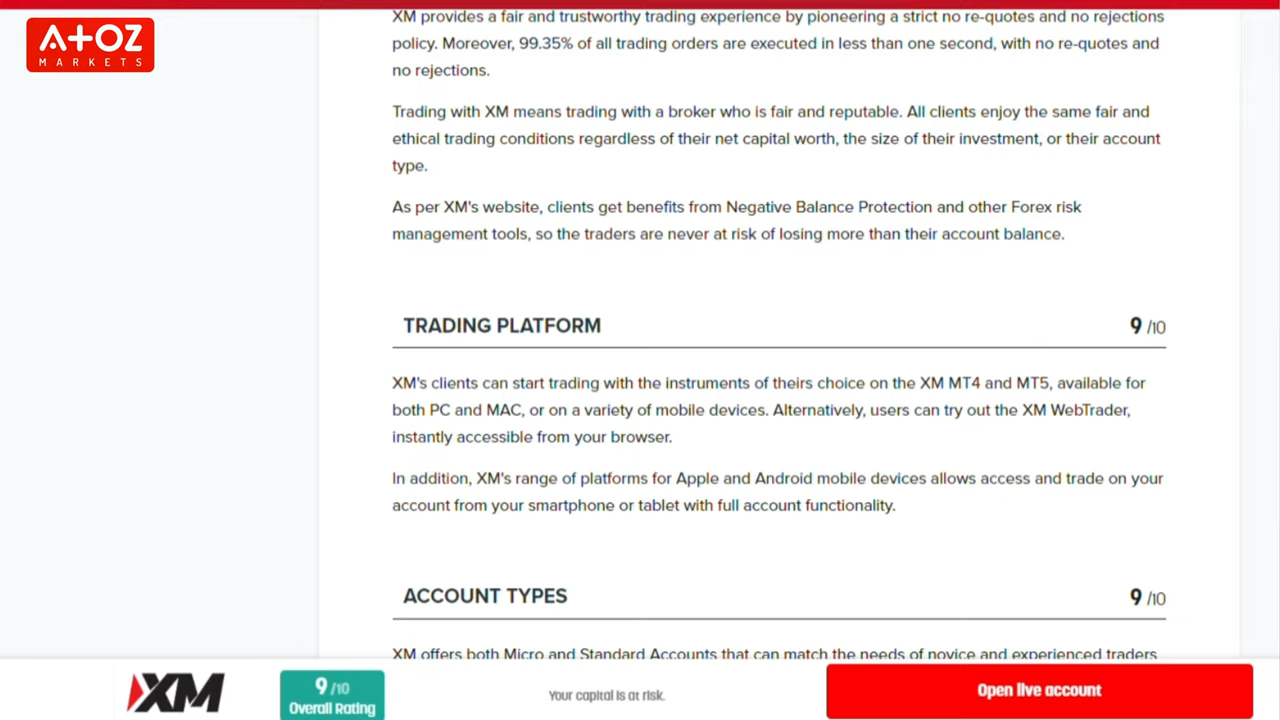 A+OZ
MARKETS
XM provides a fair and trustworthy trading experience by pioneering a strict no re-quotes and no rejections
policy. Moreover, 99.35% of all trading orders are executed in less than one second, with no re-quotes and
no rejections.
Trading with XM means trading with a broker who is fair and reputable. All clients enjoy the same fair and
ethical trading conditions regardless of their net capital worth, the size of their investment, or their account
type.
As per XM's website, clients get benefits from Negative Balance Protection and other Forex risk
management tools, so the traders are never at risk of losing more than their account balance.
TRADING PLATFORM 9 /10
XM's clients can start trading with the instruments of theirs choice on the XM MT4 and MT5, available for
both PC and MAC, or on a variety of mobile devices. Alternatively, users can try out the XM WebTrader,
instantly accessible from your browser.
In addition, XM's range of platforms for Apple and Android mobile devices allows access and trade on your
account from your smartphone or tablet with full account functionality.
ACCOUNT TYPES 9 /10
XM offers both Micro and Standard Accounts that can match the needs of novice and experienced traders
XM
9 /10
Overall Rating
Your capital is at risk.
Open live account